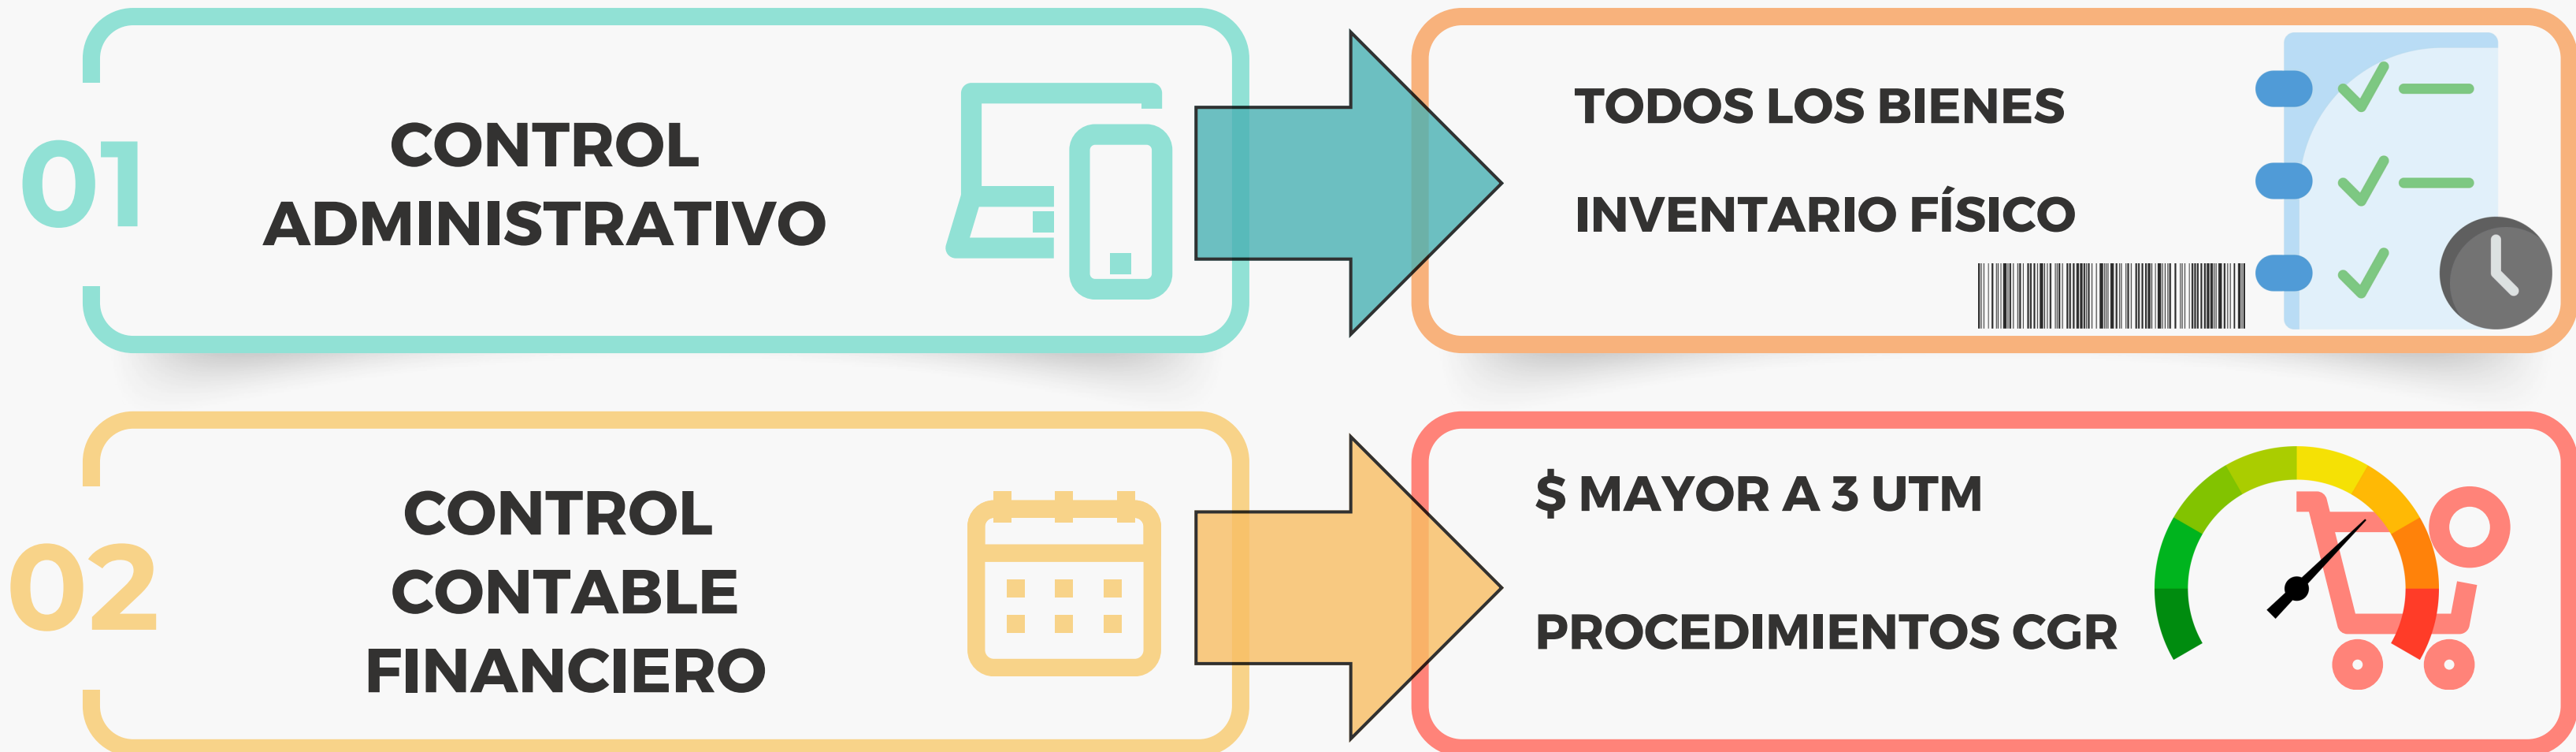 01
CONTROL
ADMINISTRATIVO
TODOS LOS BIENES
INVENTARIO FÍSICO
02
CONTROL
CONTABLE
FINANCIERO
$ MAYOR A 3 UTM
PROCEDIMIENTOS CGR